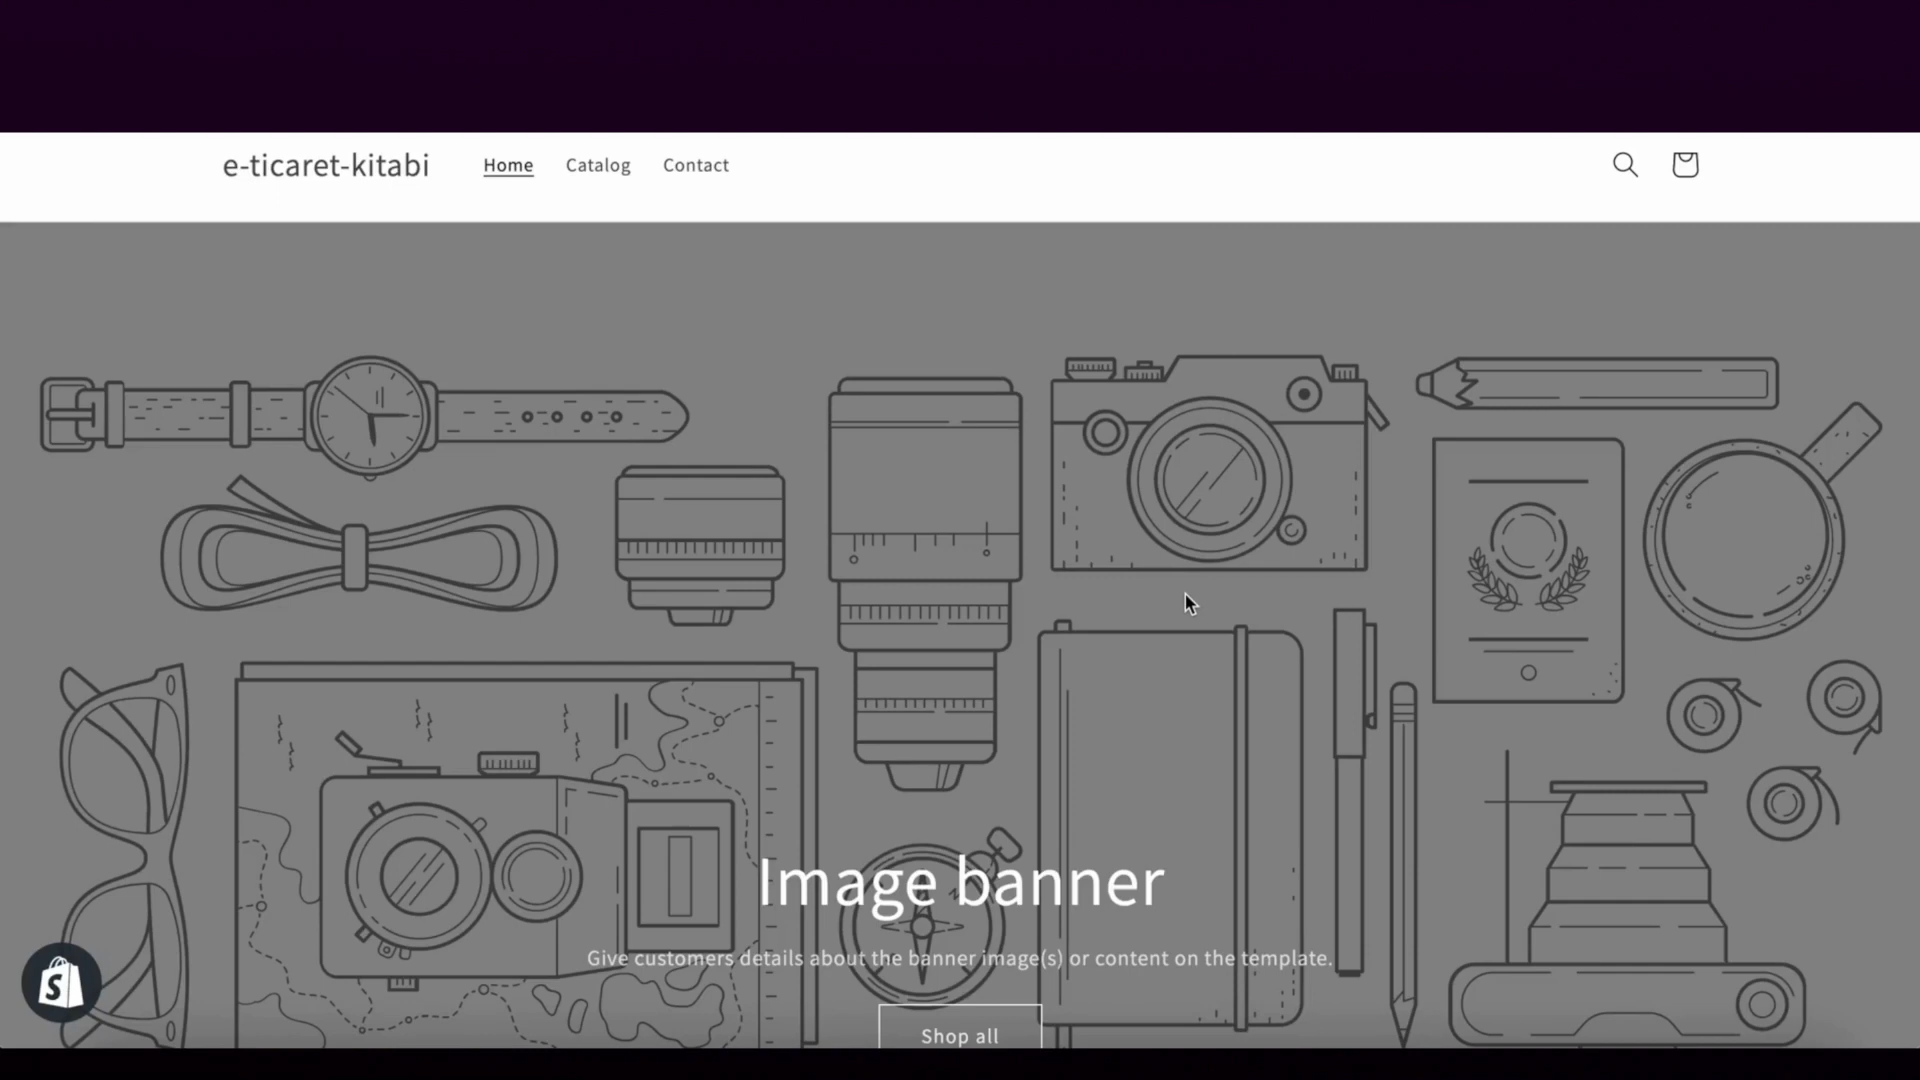 e-ticaret-kitabi
Home Catalog Contact
Image banner
Give customers details about the banner image(s) or content on the template.
Shop all